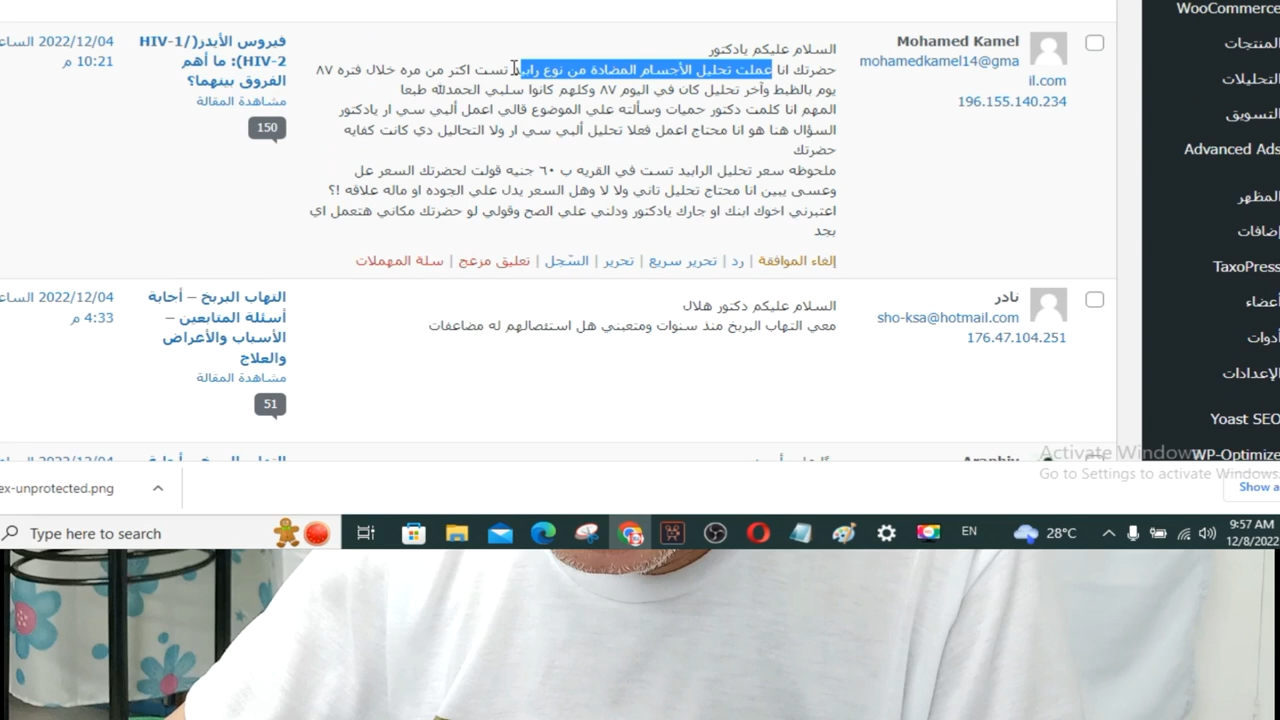 WooCommerce
المنتجات
التحليلات
التسويق
Advanced Ads
المظهر
إضافات
TaxoPress
أعضاء
أدوات
الإعدادات
Yoast SEO
WP-Optimize
Mohamed Kamel
mohamedkamel14@gma
il.com
196.155.140.234
السلام عليكم يادكتور
حضرتك انا عملت تحليل الأجسام المضادة من نوع رابيد تست اكتر من مره خلال فتره ٨٧
يوم بالظبط وآخر تحليل كان في اليوم ٨٧ وكلهم كانوا سلبي الحمدلله طبعا
المهم انا كلمت دكتور حميات وسألته علي الموضوع قالي اعمل ألبي سي ار يادكتور
السؤال هنا هو انا محتاج اعمل فعلا تحليل ألبي سي ار ولا التحاليل دي كانت كفايه
حضرتك
ملحوظه سعر تحليل الرابيد تست في القريه ب ٦٠ جنيه قولت لحضرتك السعر عل
وعسى يبين انا محتاج تحليل تاني ولا لا وهل السعر يدل علي الجوده او ماله علاقه !؟
اعتبرني اخوك ابنك او جارك يادكتور ودلني علي الصح وقولي لو حضرتك مكاني هتعمل اي
بجد
إلغاء الموافقة | رد | تحرير سريع | تحرير | السّجل | تعليق مزعج | سلة المهملات
فيروس الأيدز(HIV-1/
HIV-2): ما أهم
الفروق بينهما؟
مشاهدة المقالة
150
2022/12/04 الساع
10:21 م
نادر
sho-ksa@hotmail.com
176.47.104.251
السلام عليكم دكتور هلال
معي التهاب البربخ منذ سنوات ومتعبني هل استئصالهم له مضاعفات
التهاب البربخ – أجابة
أسئلة المتابعين –
الأسباب والأعراض
والعلاج
مشاهدة المقالة
51
2022/12/04 الساع
4:33 م
Activate Windows
Go to Settings to activate Windows.
ex-unprotected.png
Show a
Type here to search
28°C
EN
9:57 AM
12/8/2022